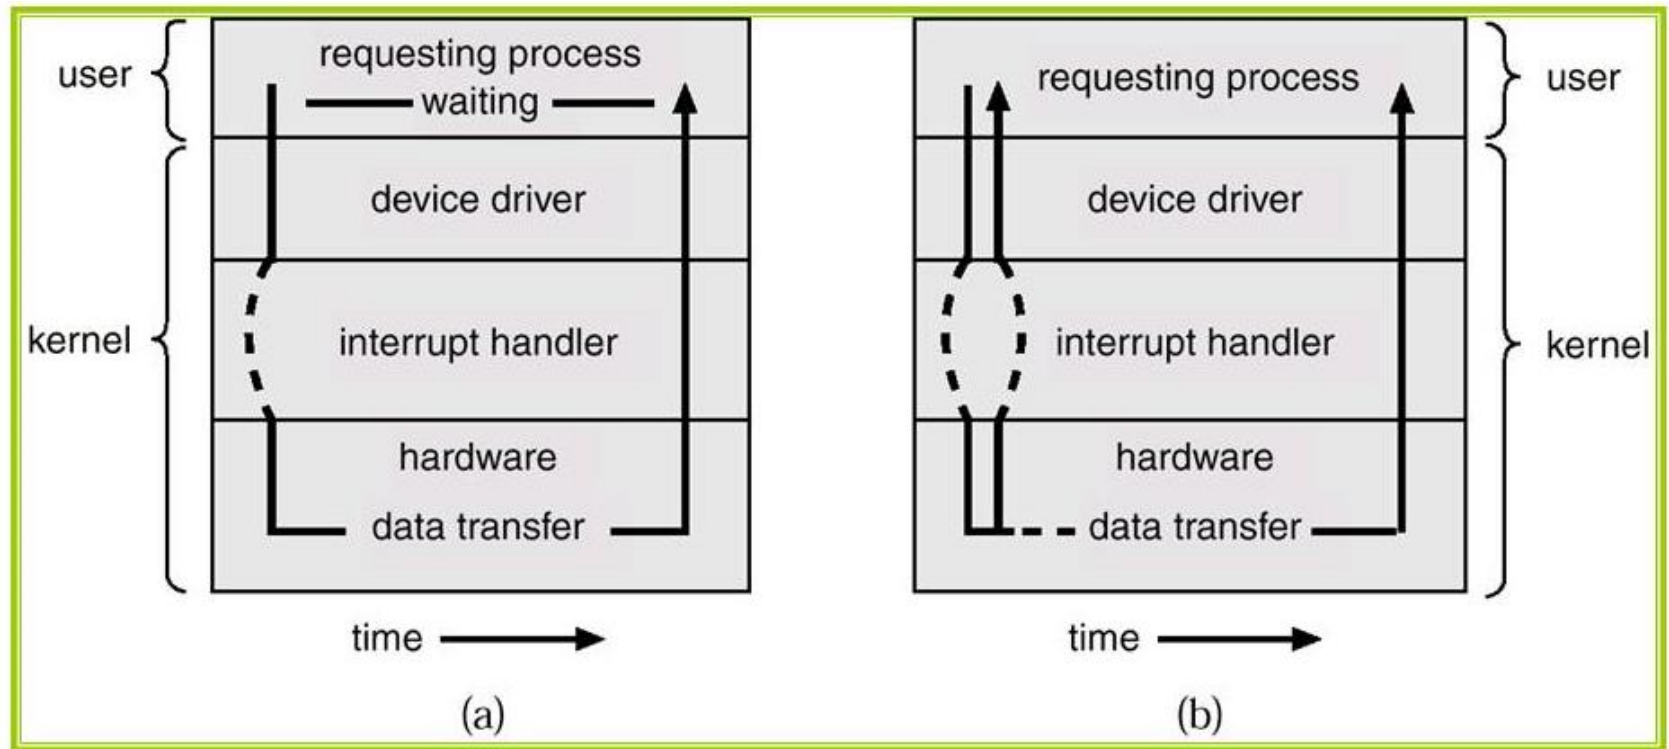 user
requesting process
waiting
device driver
kernel
interrupt handler
hardware
data transfer
time
(a)
requesting process
user
device driver
interrupt handler
kernel
hardware
data transfer
time
(b)